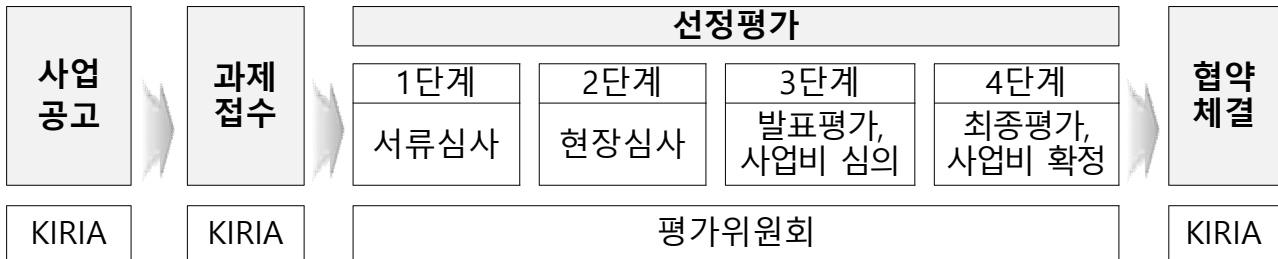 사업
공고
과제
접수
선정평가
1단계
서류심사
2단계
현장심사
3단계
발표평가,
사업비 심의
4단계
최종평가,
사업비 확정
협약
체결
KIRIA
KIRIA
평가위원회
KIRIA